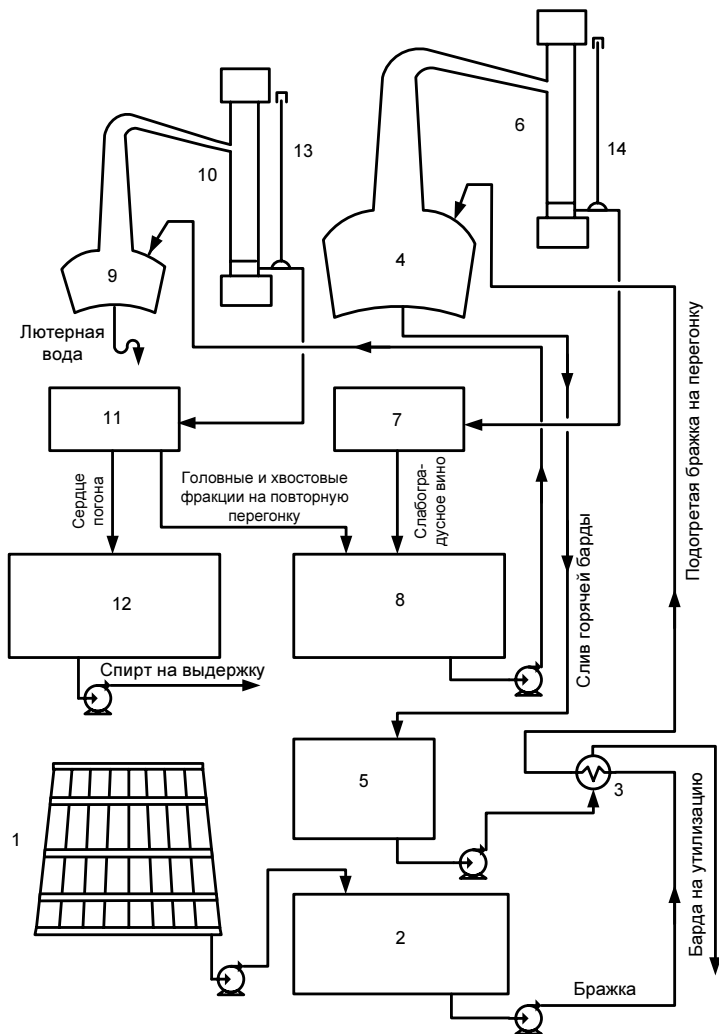 6
14
13
10
4
9
Лютерная
вода
11
7
Сердце
погона
Головные и хвостовые
фракции на повторную
перегонку
Слабогра-
дусное вино
Слив горячей барды
Подогретая бражка на перегонку
12
8
Спирт на выдержку
5
3
1
Барда на утилизацию
2
Бражка